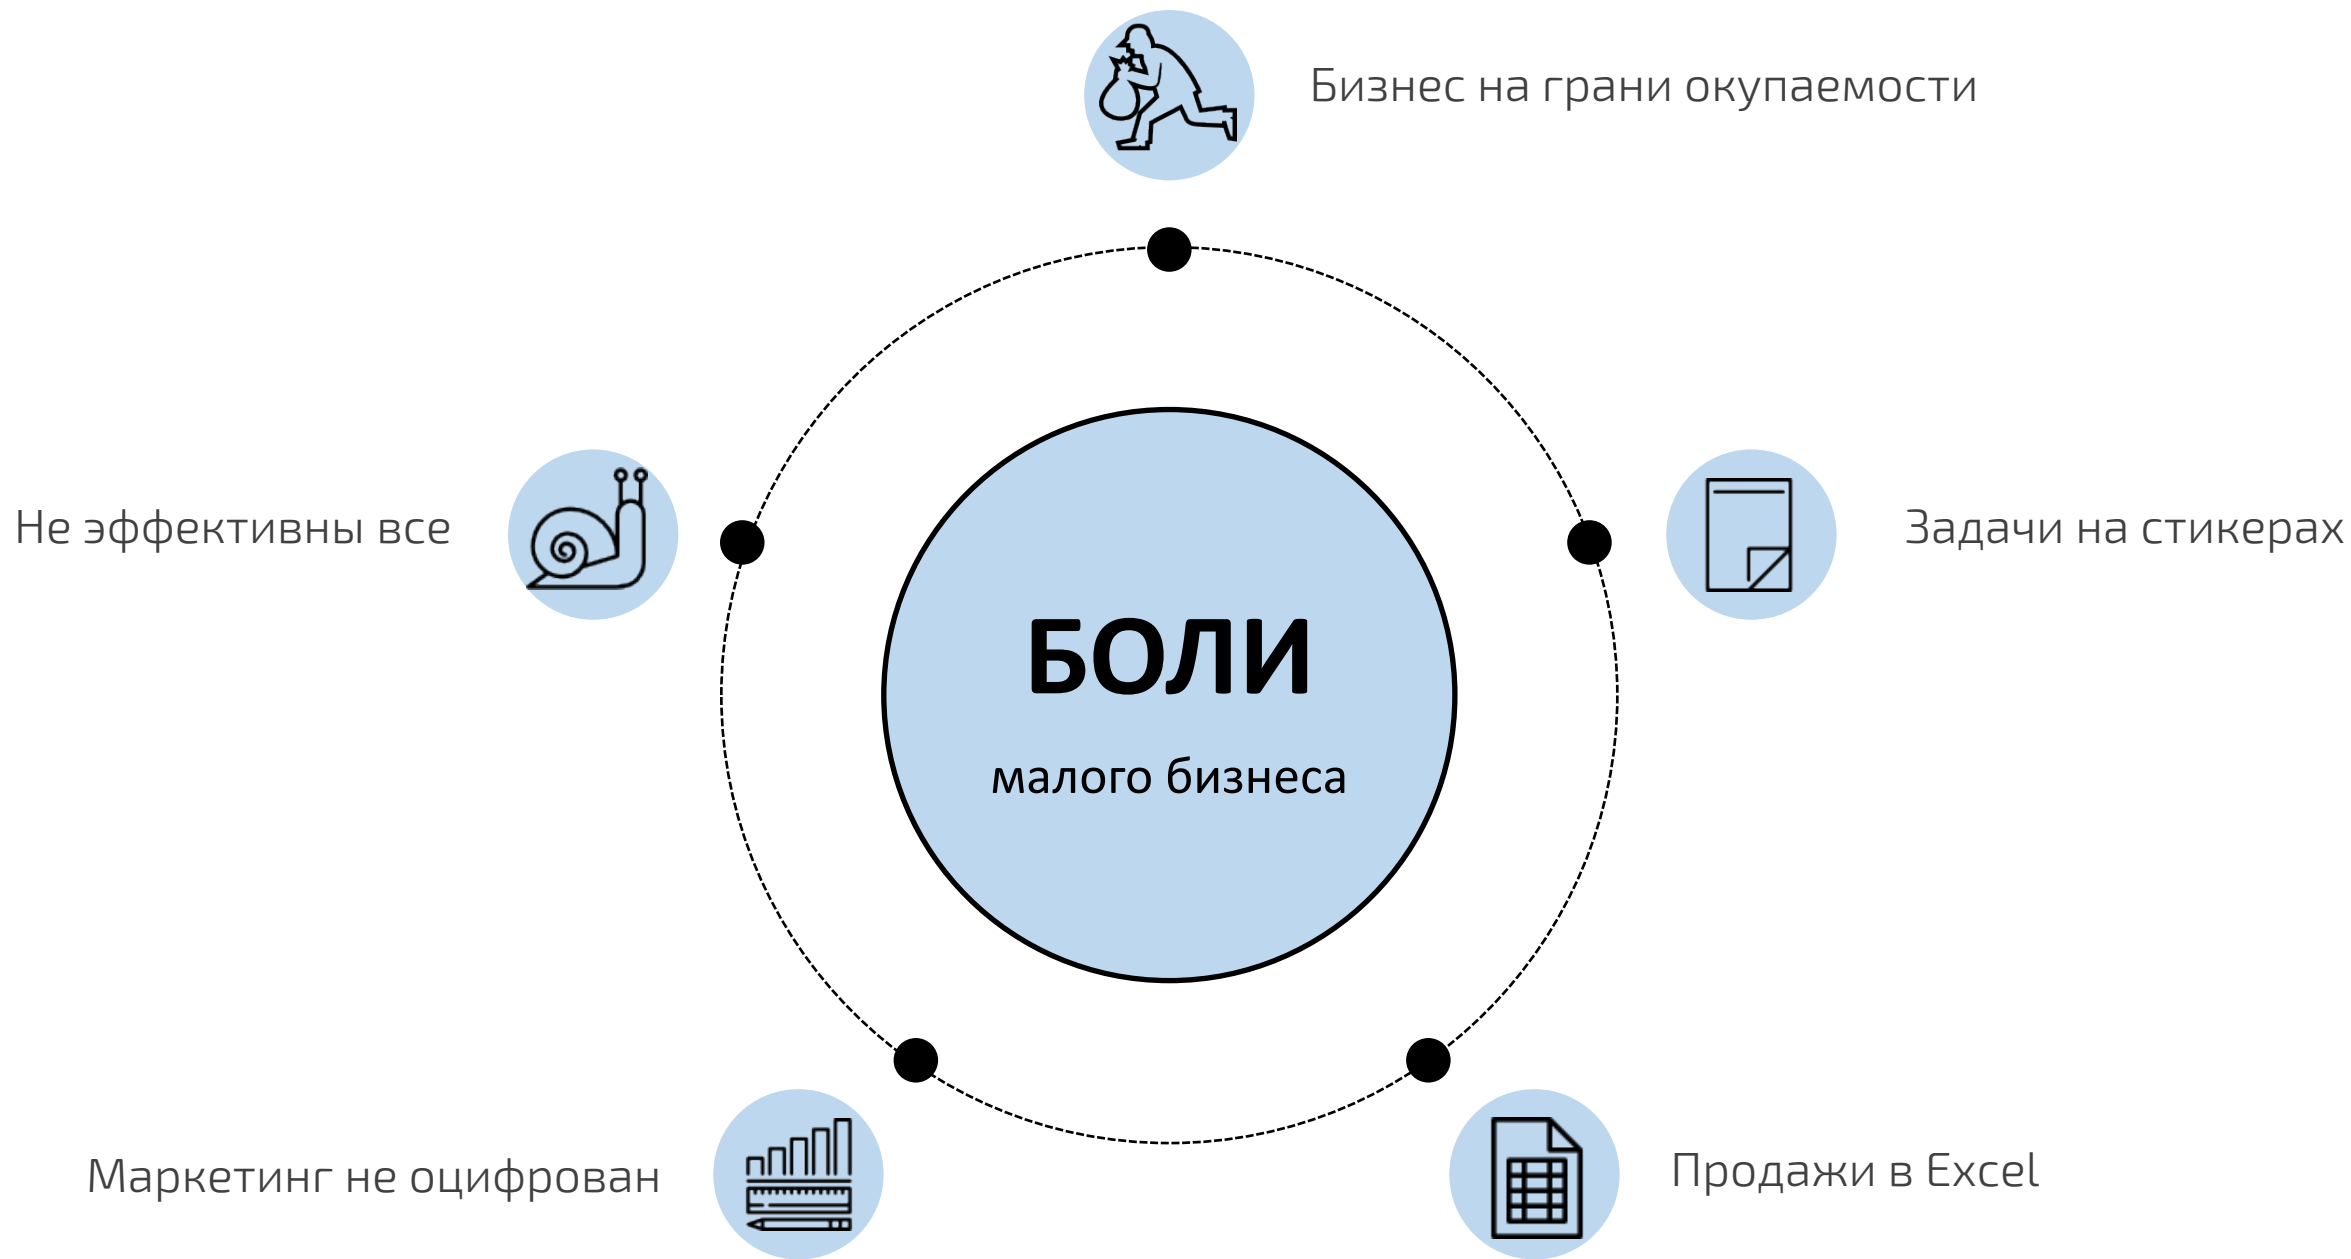 Бизнес на грани окупаемости
Не эффективны все
Задачи на стикерах
БОЛИ
малого бизнеса
Маркетинг не оцифрован
Продажи в Excel